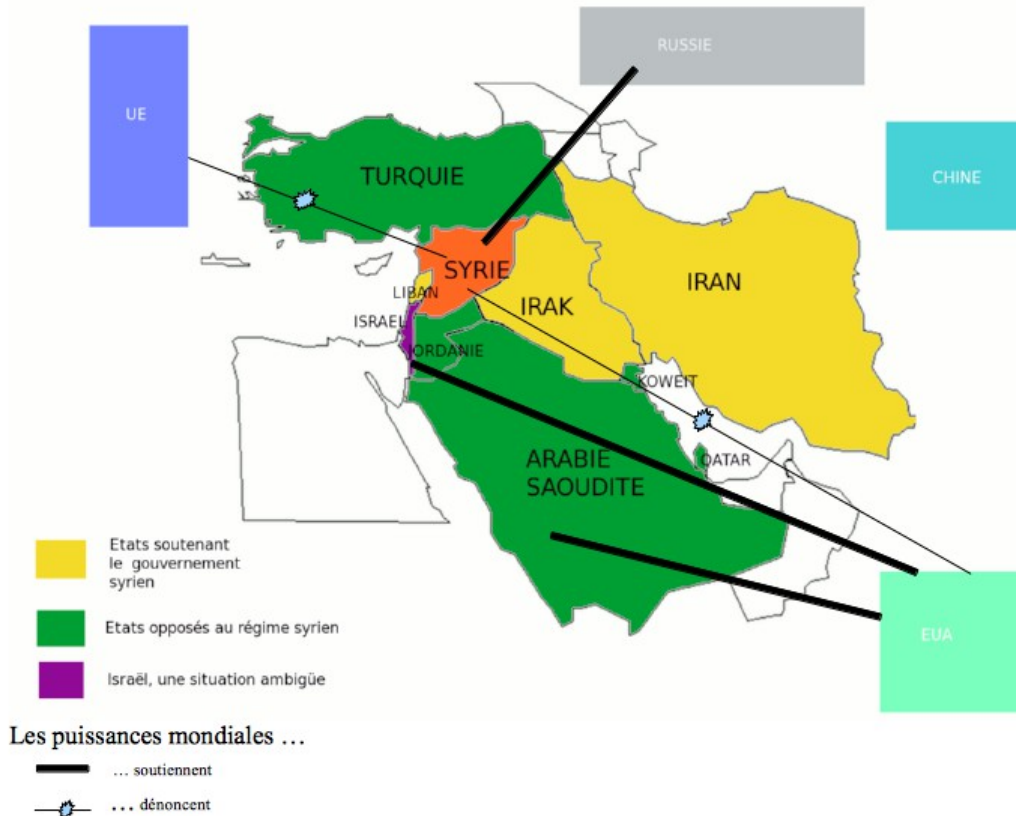 RUSSIE
UE
CHINE
TURQUIE
SYRIE
IRAN
LIBAN
IRAK
ISRAEL
JORDANIE
KOWEIT
QATAR
ARABIE
SAOUDITE
EUA
Etats soutenant
le gouvernement
syrien
Etats opposés au régime syrien
Israël, une situation ambigüe
Les puissances mondiales ...
... soutiennent
... dénoncent